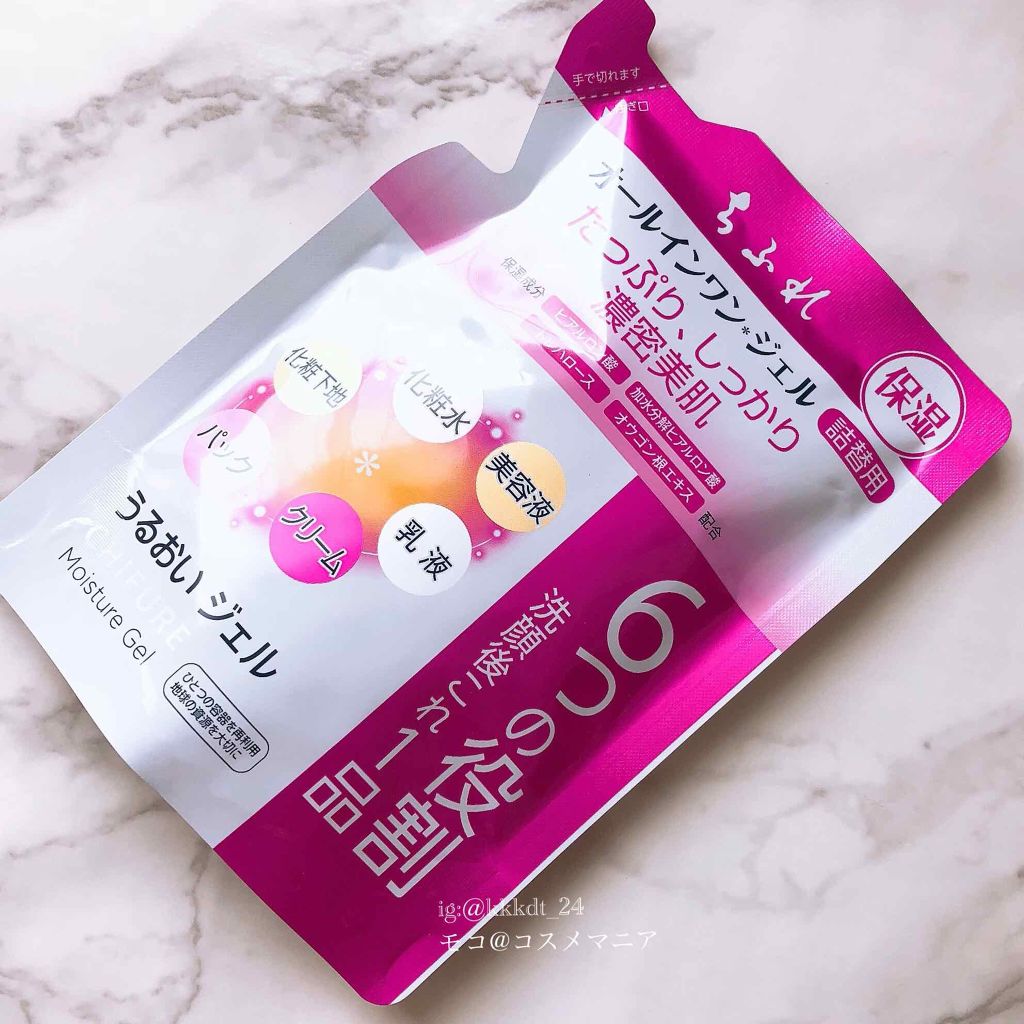 手で切れます
ちふれ
保湿
オールインワン*ジェル
詰替用
たっぷり、しっかり
濃密美肌
保湿成分
ヒアルロン酸
加水分解ヒアルロン酸
オウゴン根エキス
配合
化粧水
美容液
乳液
クリーム
パック
化粧下地
*
6つの役割
洗顔後これ1品
うるおい ジェル
CHIFURE
Moisture Gel
ひとつの容器を再利用
地球の資源を大切に
ig:@kkkdt_24
モコ@コスメマニア